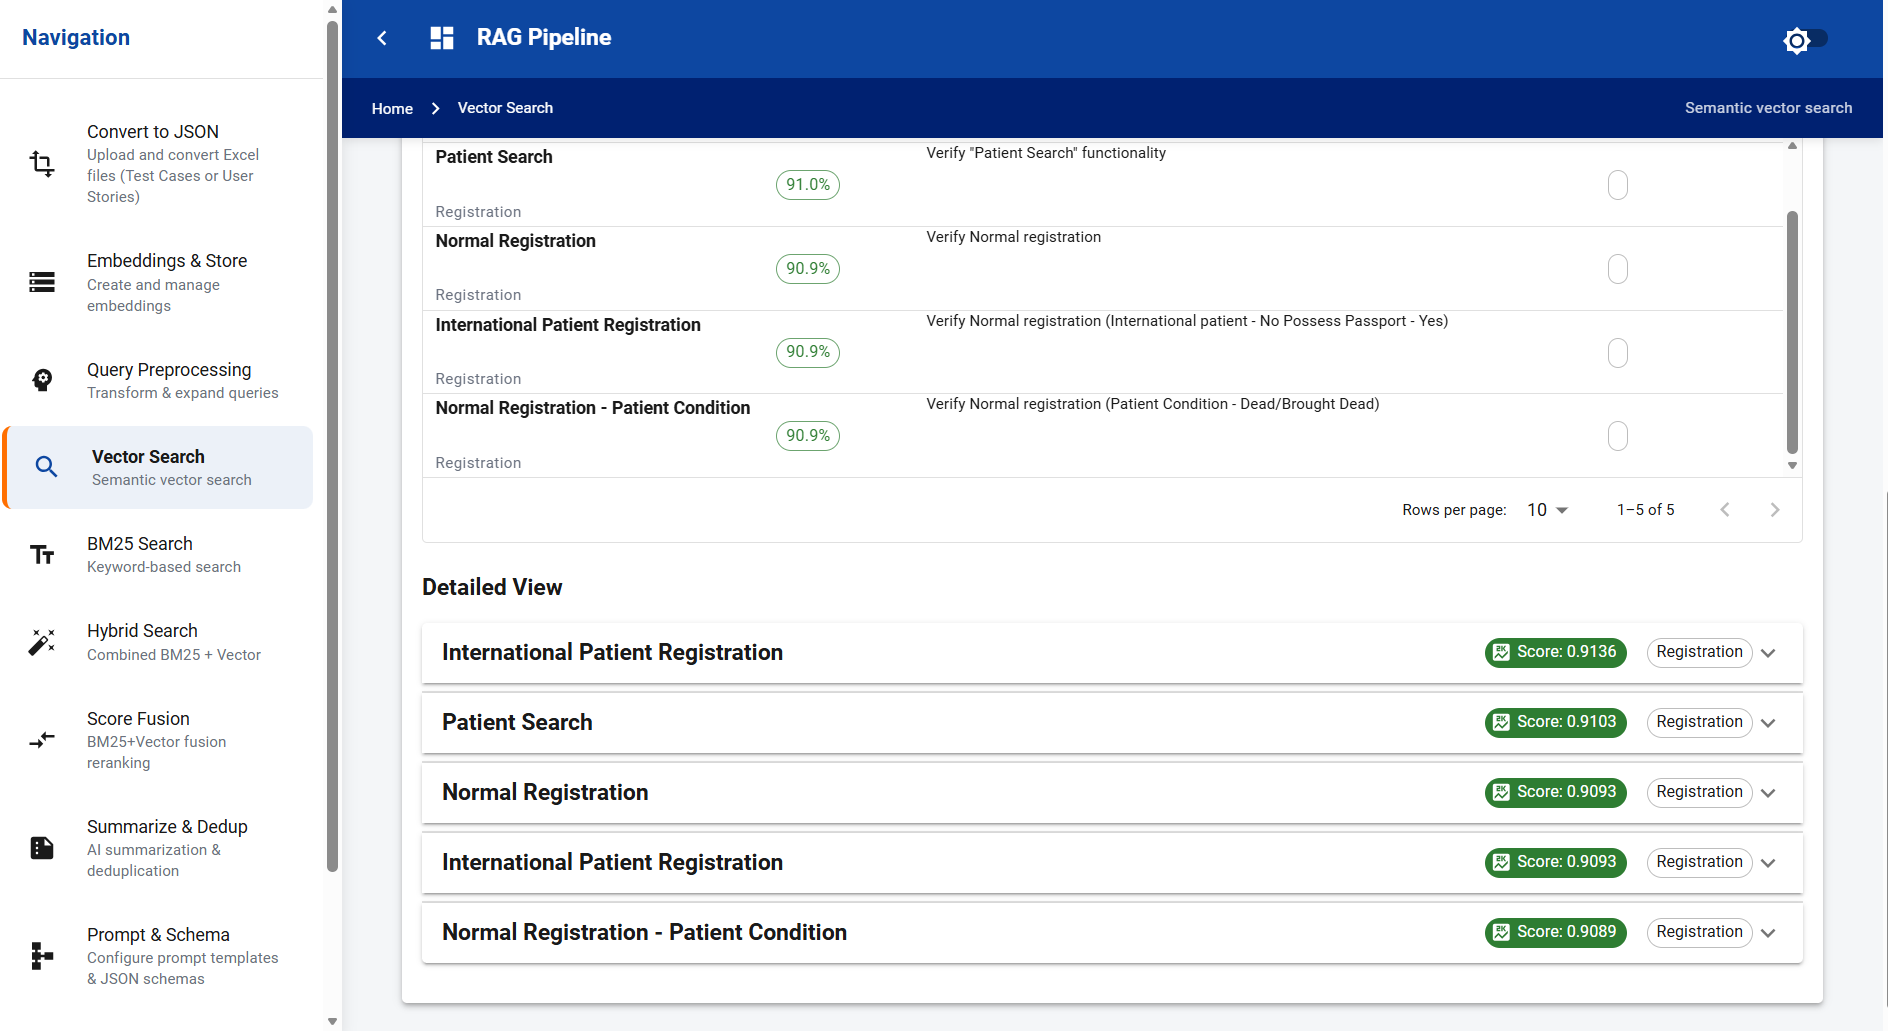 Navigation
Convert to JSON
Upload and convert Excel
files (Test Cases or User
Stories)
Embeddings & Store
Create and manage
embeddings
Query Preprocessing
Transform & expand queries
Vector Search
Semantic vector search
BM25 Search
Keyword-based search
Hybrid Search
Combined BM25 + Vector
Score Fusion
BM25+Vector fusion
reranking
Summarize & Dedup
AI summarization &
deduplication
Prompt & Schema
Configure prompt templates
& JSON schemas
RAG Pipeline
Home
Vector Search
Semantic vector search
Patient Search
Verify "Patient Search" functionality
91.0%
Registration
Normal Registration
Verify Normal registration
90.9%
Registration
International Patient Registration
Verify Normal registration (International patient - No Possess Passport - Yes)
90.9%
Registration
Normal Registration - Patient Condition
Verify Normal registration (Patient Condition - Dead/Brought Dead)
90.9%
Registration
Rows per page: 10 1–5 of 5
Detailed View
International Patient Registration Score: 0.9136 Registration
Patient Search Score: 0.9103 Registration
Normal Registration Score: 0.9093 Registration
International Patient Registration Score: 0.9093 Registration
Normal Registration - Patient Condition Score: 0.9089 Registration